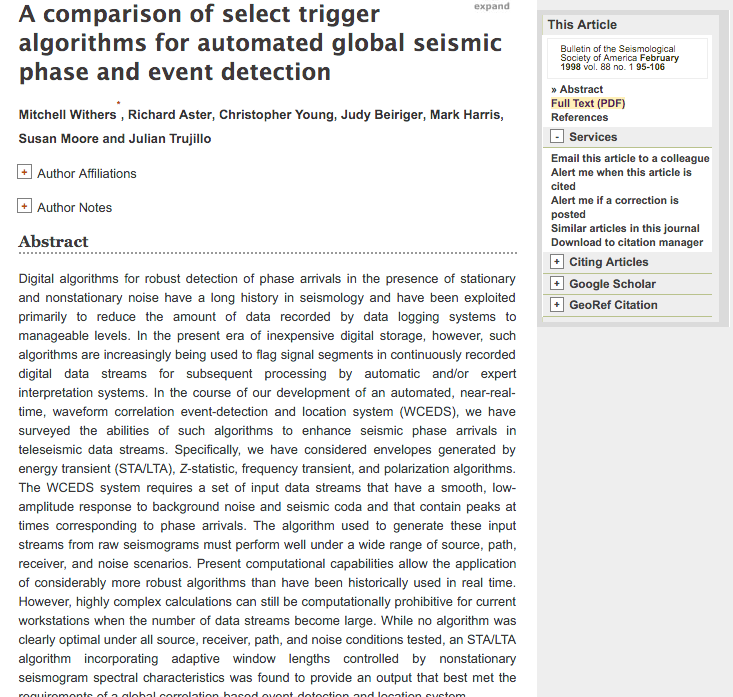 A comparison of select trigger
algorithms for automated global seismic
phase and event detection
expand
Mitchell Withers*, Richard Aster, Christopher Young, Judy Beiriger, Mark Harris,
Susan Moore and Julian Trujillo
+ Author Affiliations
+ Author Notes
Abstract
Digital algorithms for robust detection of phase arrivals in the presence of stationary
and nonstationary noise have a long history in seismology and have been exploited
primarily to reduce the amount of data recorded by data logging systems to
manageable levels. In the present era of inexpensive digital storage, however, such
algorithms are increasingly being used to flag signal segments in continuously recorded
digital data streams for subsequent processing by automatic and/or expert
interpretation systems. In the course of our development of an automated, near-real-
time, waveform correlation event-detection and location system (WCEDS), we have
surveyed the abilities of such algorithms to enhance seismic phase arrivals in
teleseismic data streams. Specifically, we have considered envelopes generated by
energy transient (STA/LTA), Z-statistic, frequency transient, and polarization algorithms.
The WCEDS system requires a set of input data streams that have a smooth, low-
amplitude response to background noise and seismic coda and that contain peaks at
times corresponding to phase arrivals. The algorithm used to generate these input
streams from raw seismograms must perform well under a wide range of source, path,
receiver, and noise scenarios. Present computational capabilities allow the application
of considerably more robust algorithms than have been historically used in real time.
However, highly complex calculations can still be computationally prohibitive for current
workstations when the number of data streams become large. While no algorithm was
clearly optimal under all source, receiver, path, and noise conditions tested, an STA/LTA
algorithm incorporating adaptive window lengths controlled by nonstationary
seismogram spectral characteristics was found to provide an output that best met the
requirements of a global correlation-based event-detection and location system.
This Article
Bulletin of the Seismological
Society of America February
1998 vol. 88 no. 1 95-106
» Abstract
Full Text (PDF)
References
- Services
Email this article to a colleague
Alert me when this article is
cited
Alert me if a correction is
posted
Similar articles in this journal
Download to citation manager
+ Citing Articles
+ Google Scholar
+ GeoRef Citation